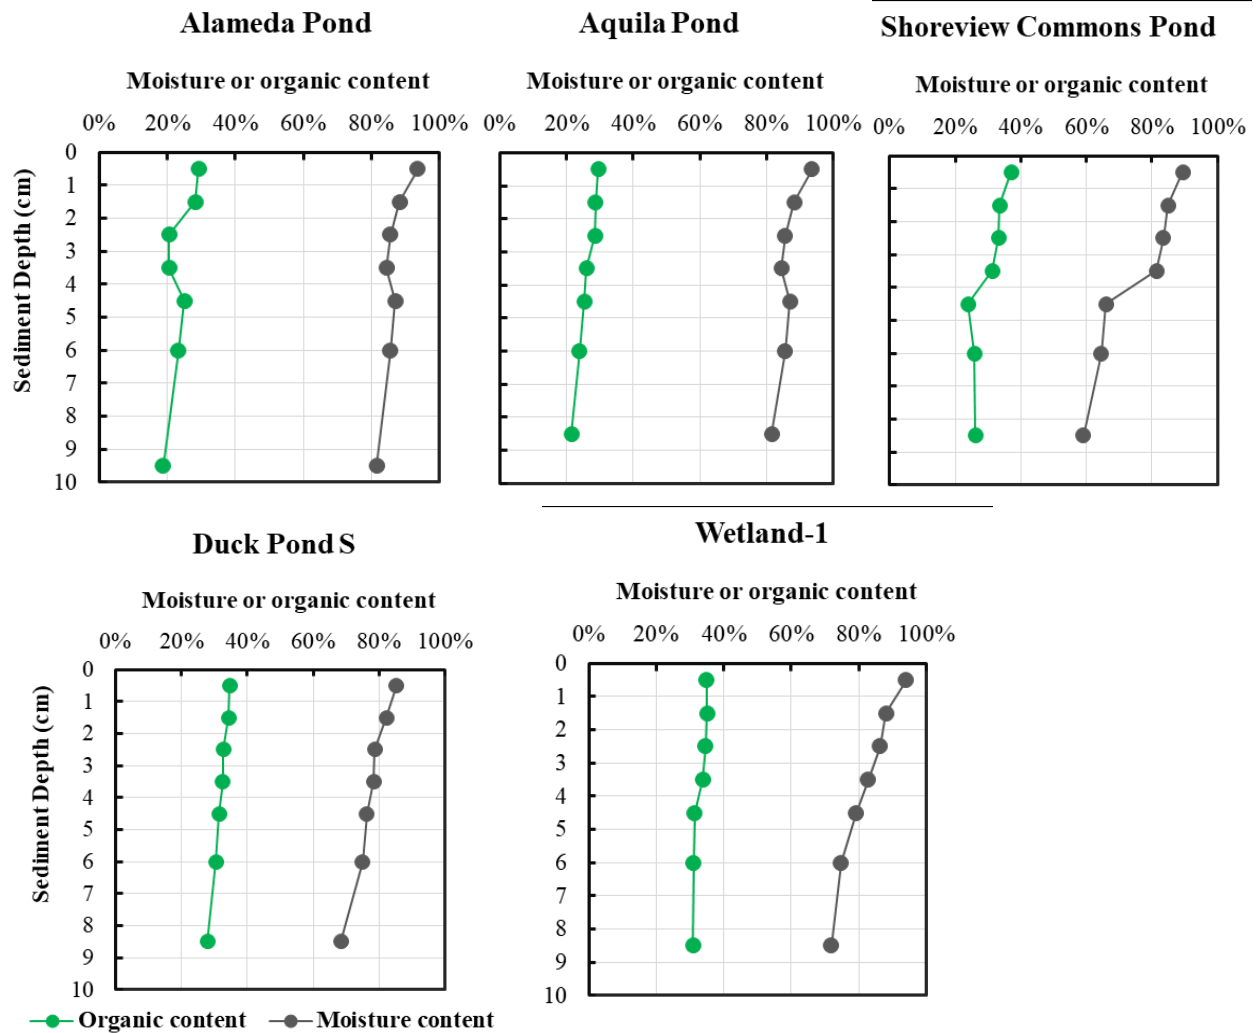 Alameda Pond
Moisture or organic content
0% 20% 40% 60% 80% 100%
Sediment Depth (cm)
0
1
2
3
4
5
6
7
8
9
10
Aquila Pond
Moisture or organic content
0% 20% 40% 60% 80% 100%
Shoreview Commons Pond
Moisture or organic content
0% 20% 40% 60% 80% 100%
Duck Pond S
Moisture or organic content
0% 20% 40% 60% 80% 100%
Sediment Depth (cm)
0
1
2
3
4
5
6
7
8
9
10
Wetland-1
Moisture or organic content
0% 20% 40% 60% 80% 100%
0
1
2
3
4
5
6
7
8
9
10
Organic content Moisture content